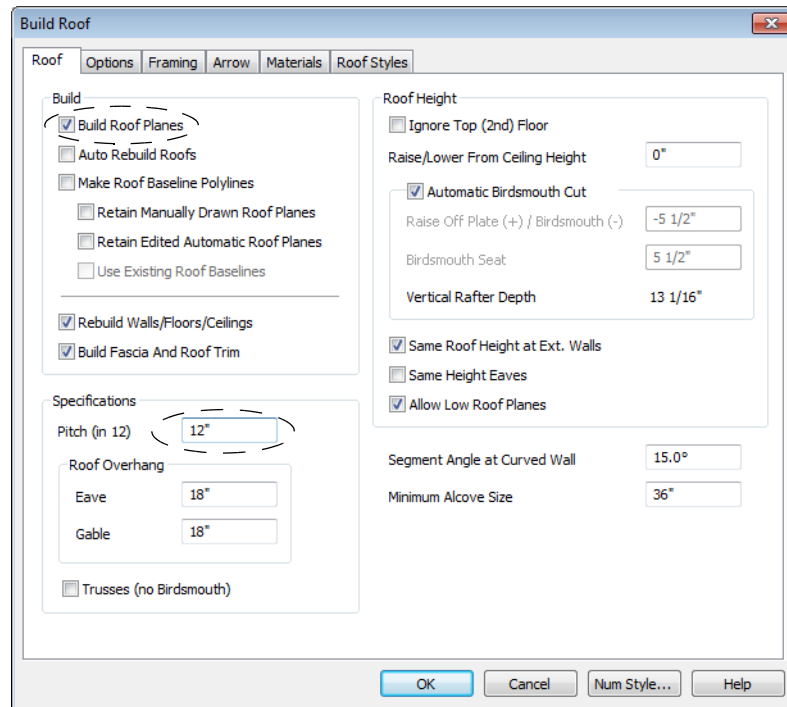 Build Roof
Roof Options Framing Arrow Materials Roof Styles
Build
Build Roof Planes
Auto Rebuild Roofs
Make Roof Baseline Polylines
Retain Manually Drawn Roof Planes
Retain Edited Automatic Roof Planes
Use Existing Roof Baselines
Rebuild Walls/Floors/Ceilings
Build Fascia And Roof Trim
Specifications
Pitch (in 12) 12"
Roof Overhang
Eave 18"
Gable 18"
Trusses (no Birdsmouth)
Roof Height
Ignore Top (2nd) Floor
Raise/Lower From Ceiling Height 0"
Automatic Birdsmouth Cut
Raise Off Plate (+) / Birdsmouth (-) -5 1/2"
Birdsmouth Seat 5 1/2"
Vertical Rafter Depth 13 1/16"
Same Roof Height at Ext. Walls
Same Height Eaves
Allow Low Roof Planes
Segment Angle at Curved Wall 15.0°
Minimum Alcove Size 36"
OK Cancel Num Style... Help